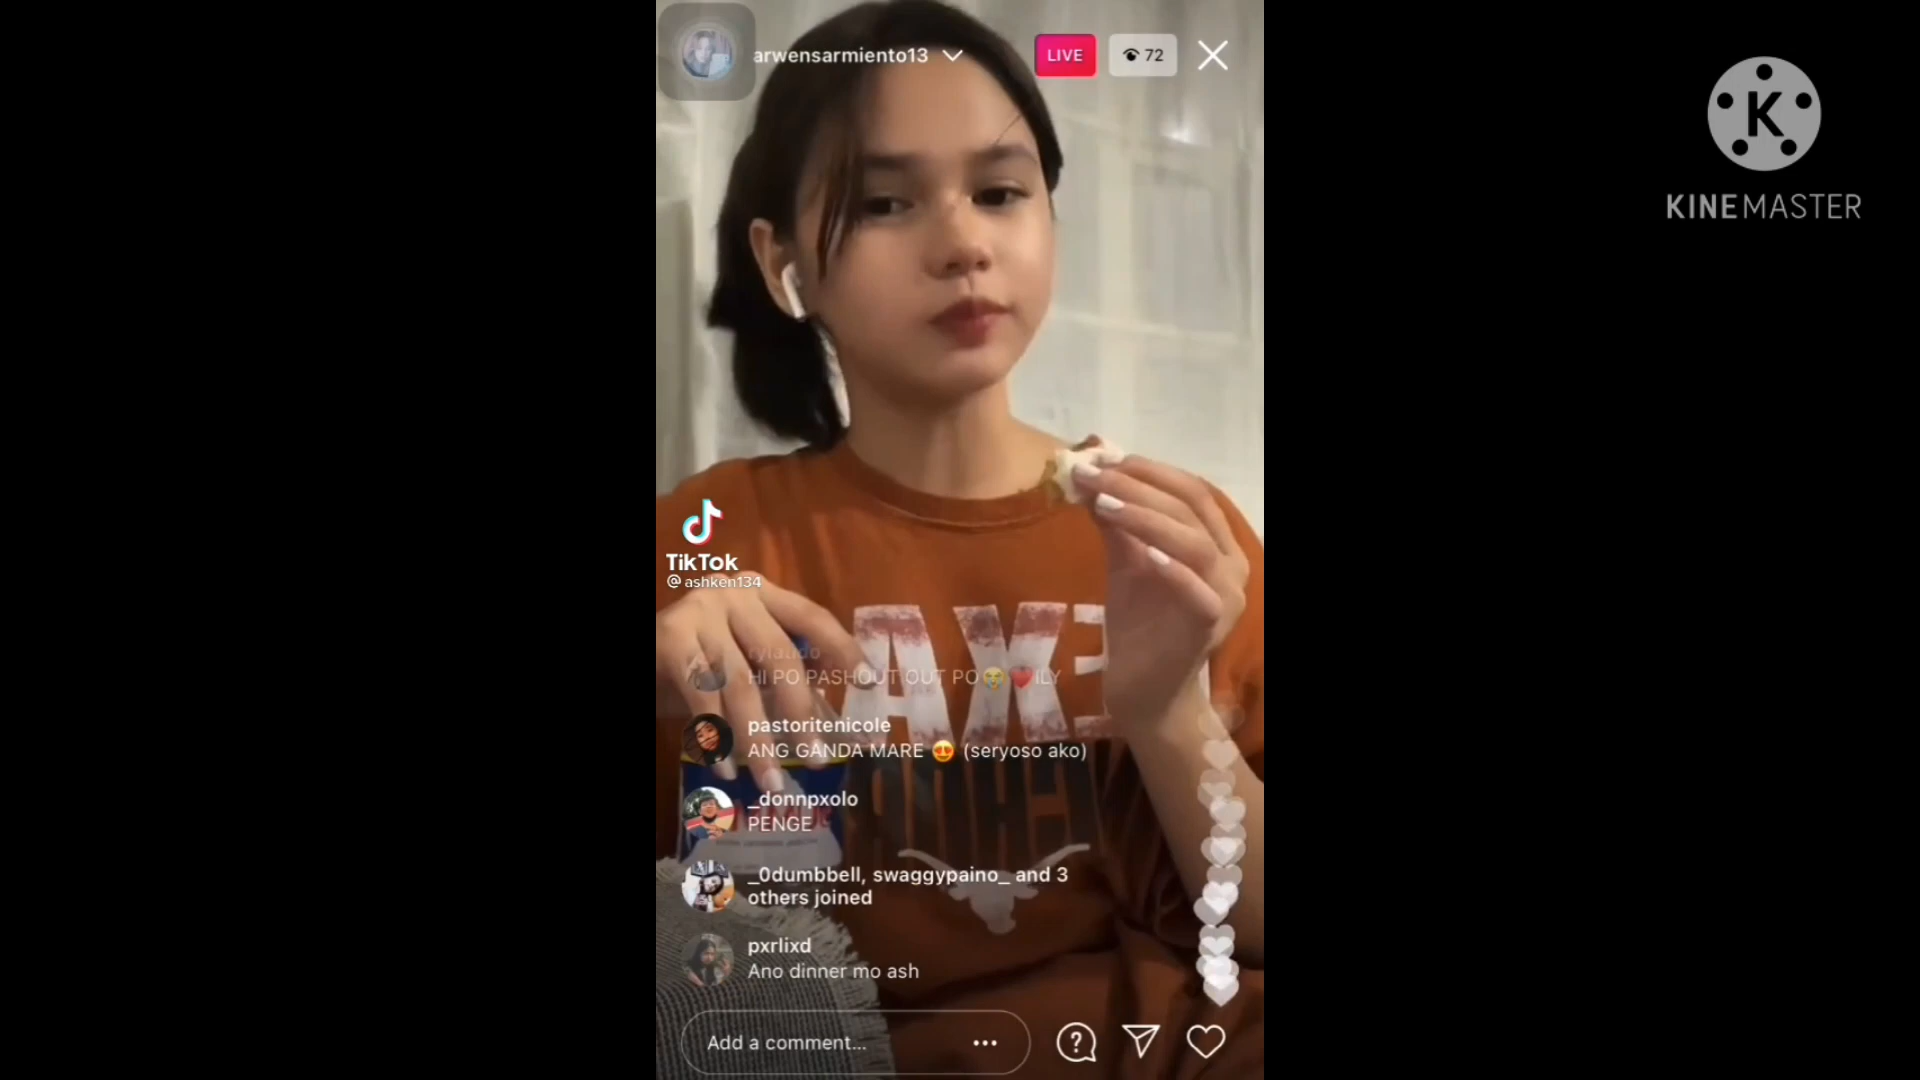 arwensarmiento13
LIVE
72
K
KINEMASTER
TikTok
@ashken134
HI PO PASHOUT OUT PO😭❤️ILY
pastoritenicole
ANG GANDA MARE 😍 (seryoso ako)
_donnpxolo
PENGE
_0dumbbell, swaggypaino_ and 3
others joined
pxrlixd
Ano dinner mo ash
Add a comment...